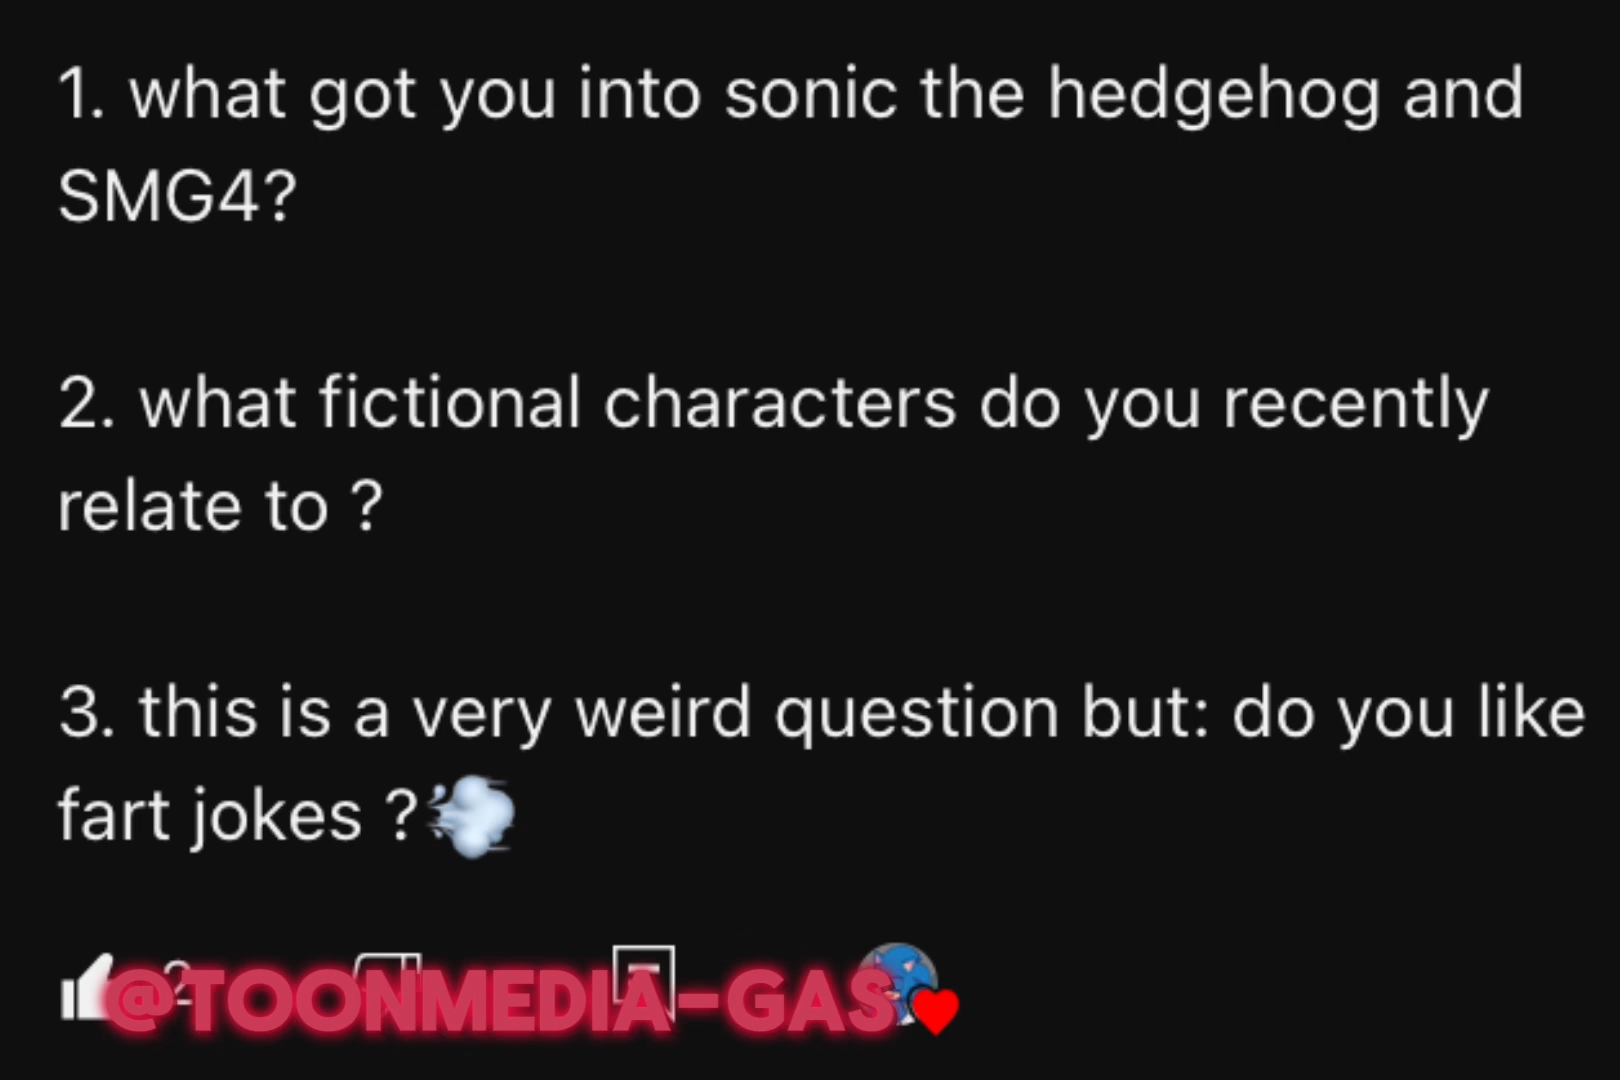 1. what got you into sonic the hedgehog and
SMG4?
2. what fictional characters do you recently
relate to ?
3. this is a very weird question but: do you like
fart jokes ?💨
2
@TOONMEDIA-GAS